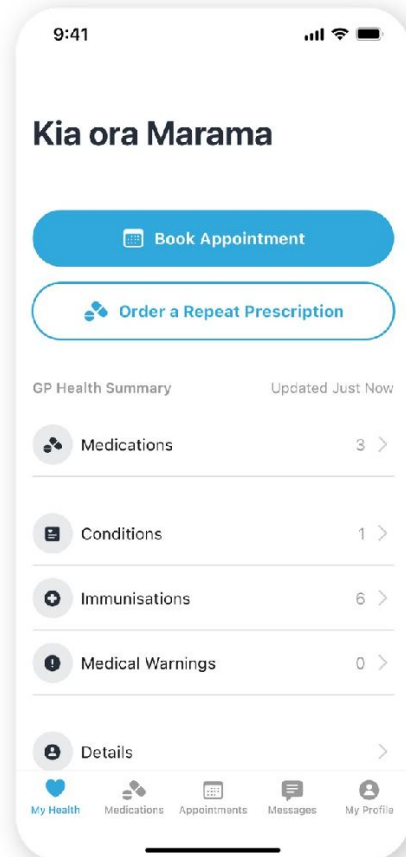 9:41
Kia ora Marama
Book Appointment
Order a Repeat Prescription
GP Health Summary Updated Just Now
Medications 3
Conditions 1
Immunisations 6
Medical Warnings 0
Details
My Health Medications Appointments Messages My Profile